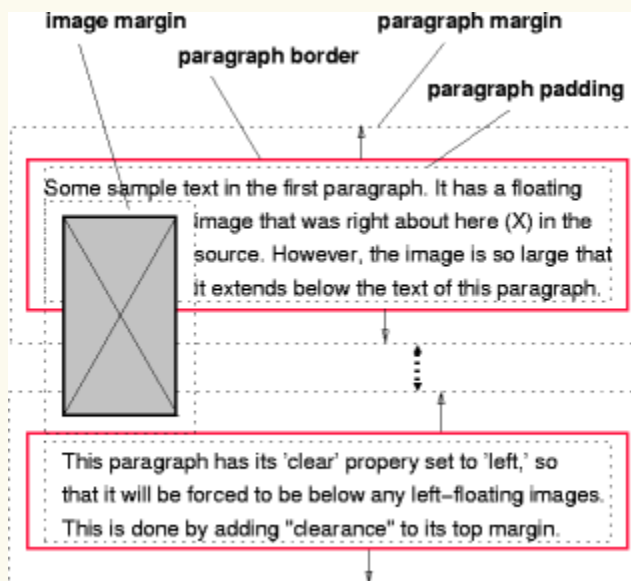 image margin
paragraph margin
paragraph border
paragraph padding
Some sample text in the first paragraph. It has a floating
image that was right about here (X) in the
source. However, the image is so large that
it extends below the text of this paragraph.
This paragraph has its 'clear' propery set to 'left,' so
that it will be forced to be below any left-floating images.
This is done by adding "clearance" to its top margin.